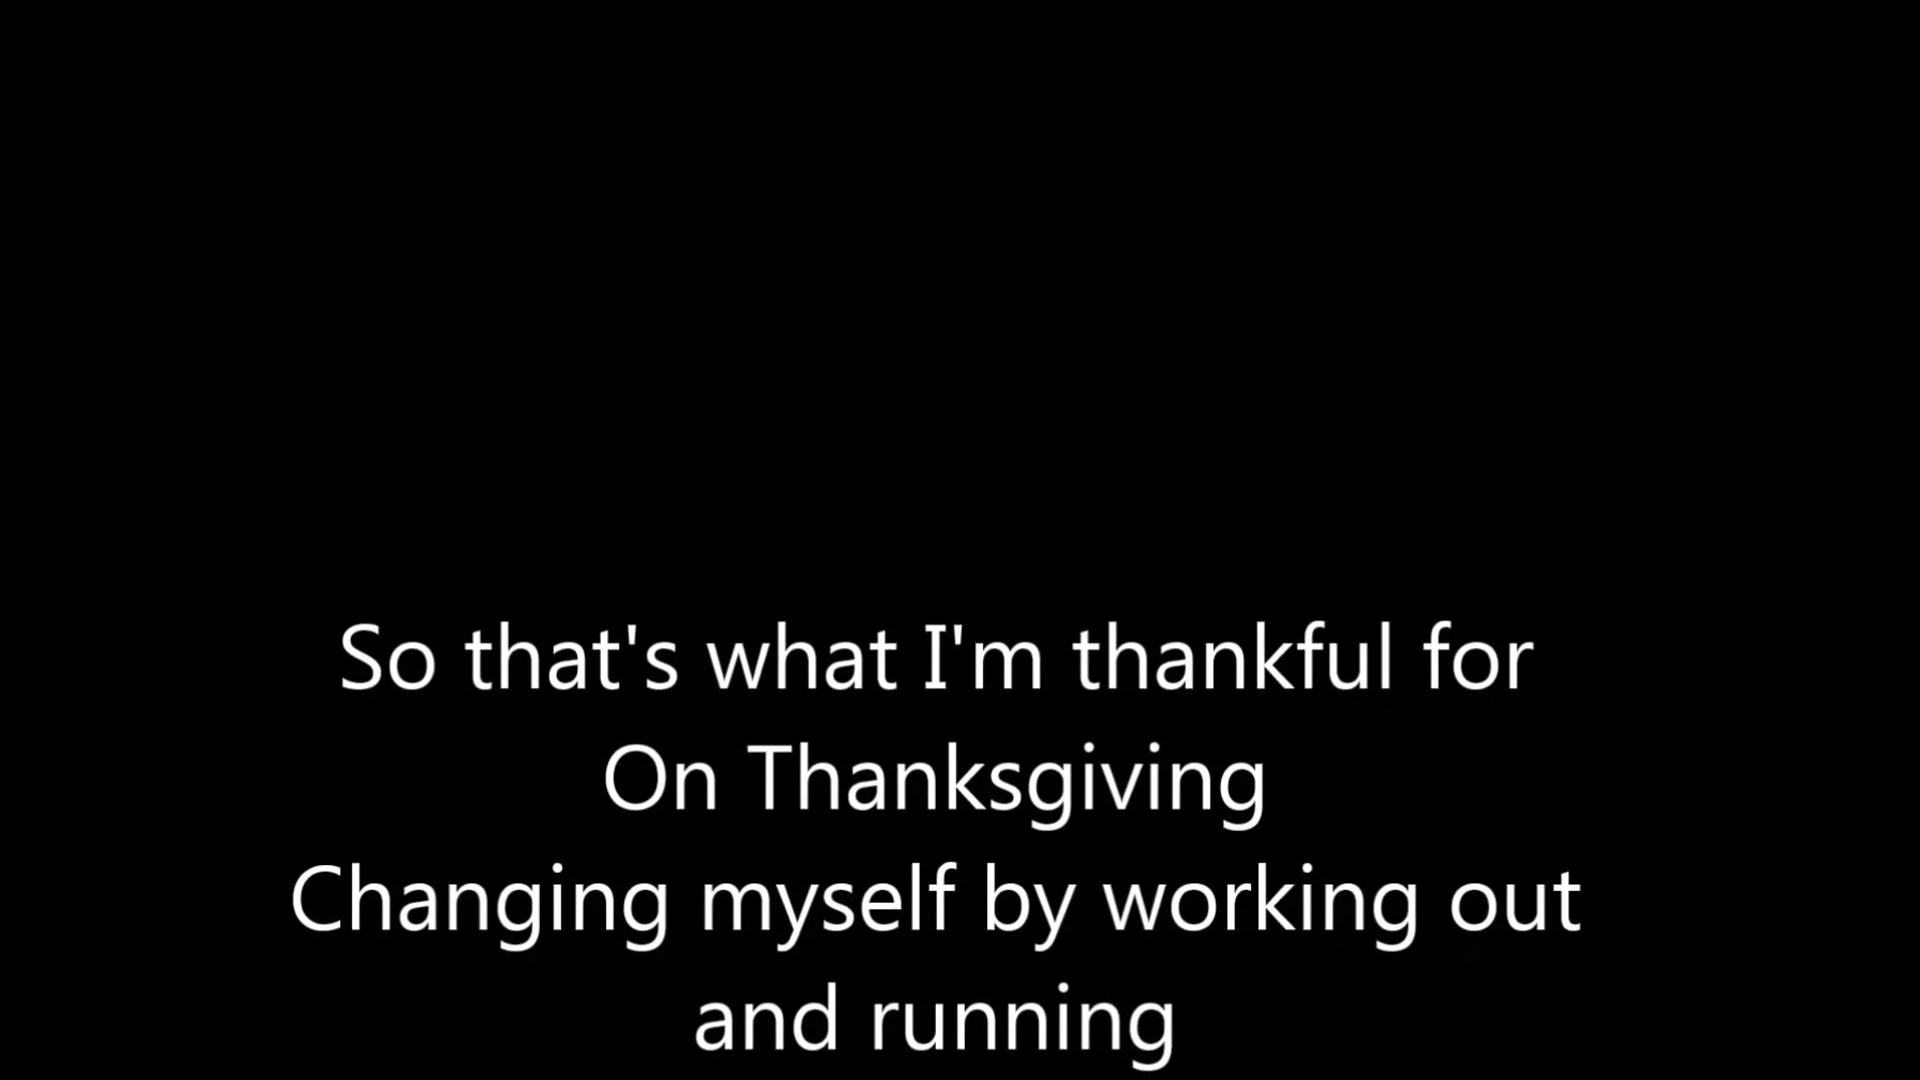 So that's what I'm thankful for
On Thanksgiving
Changing myself by working out
and running